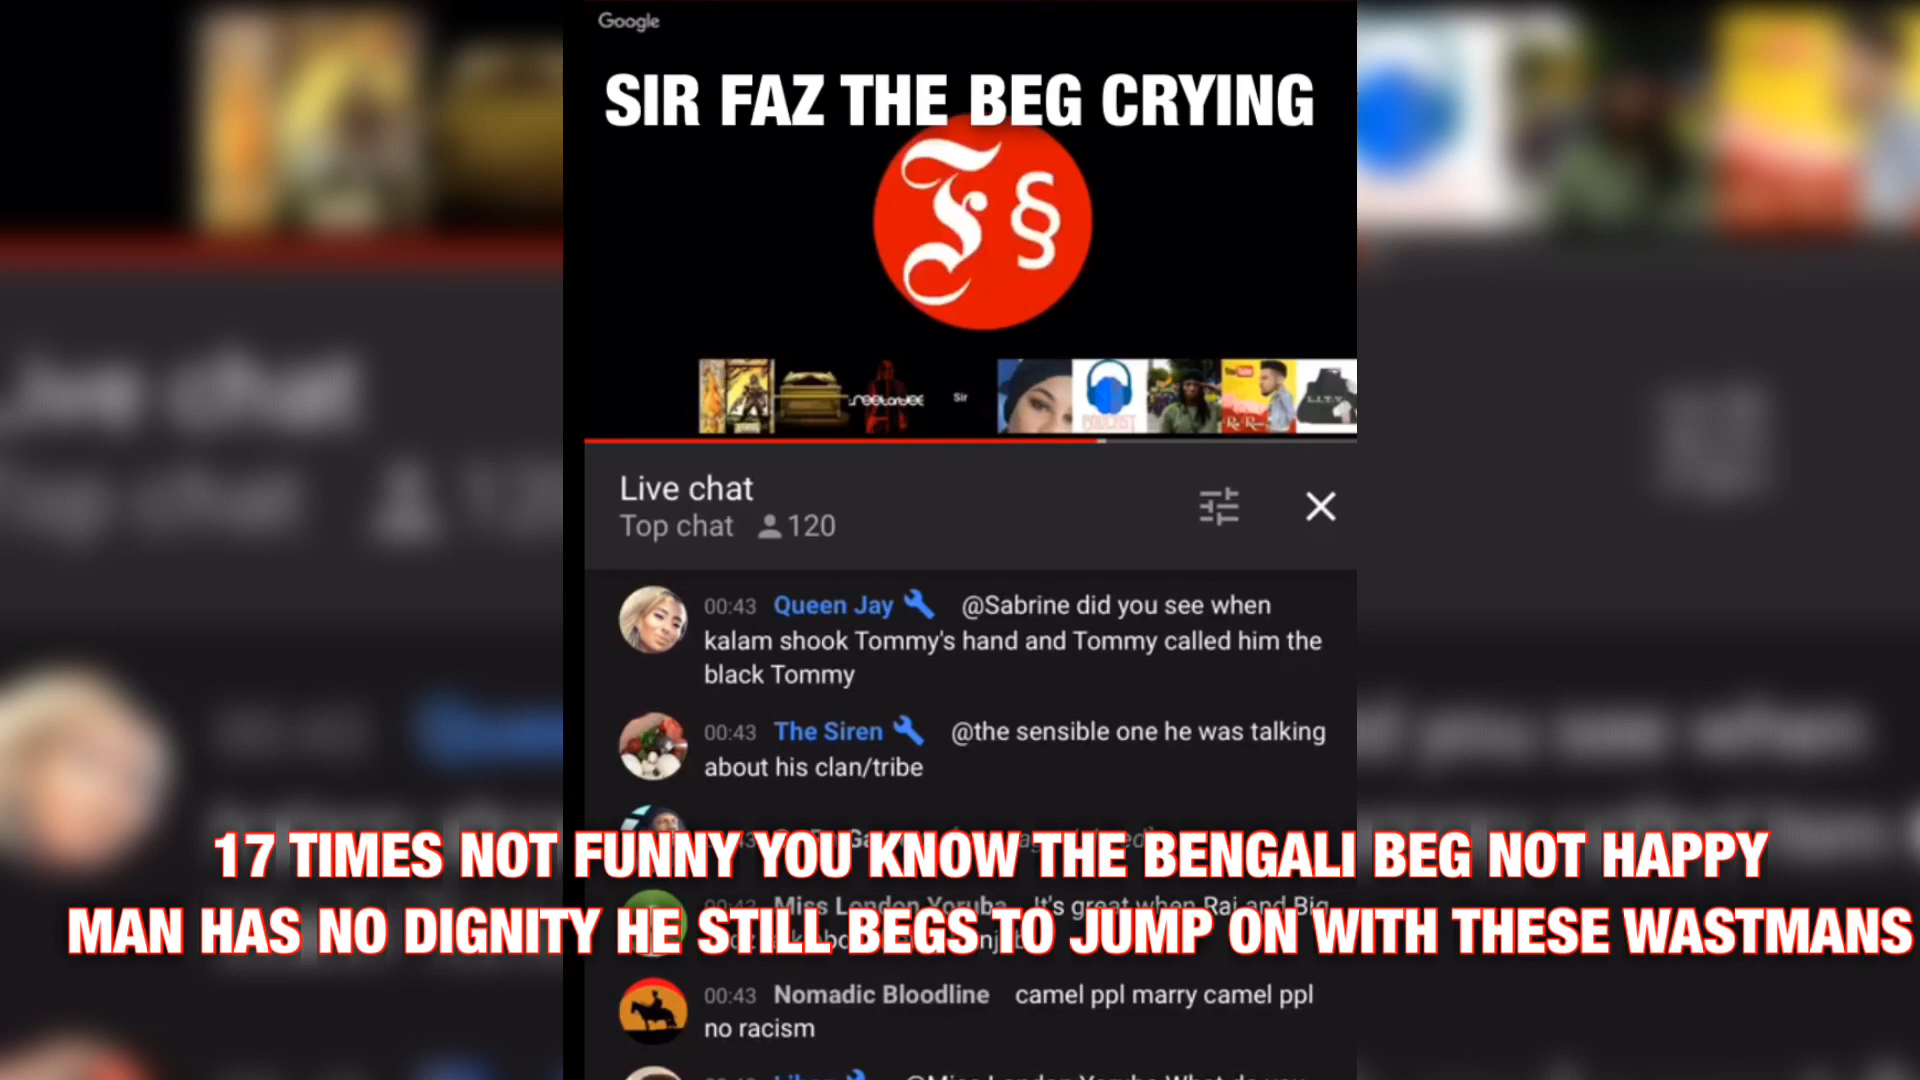 Google
SIR FAZ THE BEG CRYING
F §
Sir
PODCAST
YouTube
Live chat
Top chat 120
00:43 Queen Jay @Sabrine did you see when
kalam shook Tommy's hand and Tommy called him the
black Tommy
00:43 The Siren @the sensible one he was talking
about his clan/tribe
17 TIMES NOT FUNNY YOU KNOW THE BENGALI BEG NOT HAPPY
Miss London Yoruba It's great when Raj and Big
MAN HAS NO DIGNITY HE STILL BEGS TO JUMP ON WITH THESE WASTMANS
00:43 Nomadic Bloodline camel ppl marry camel ppl
no racism